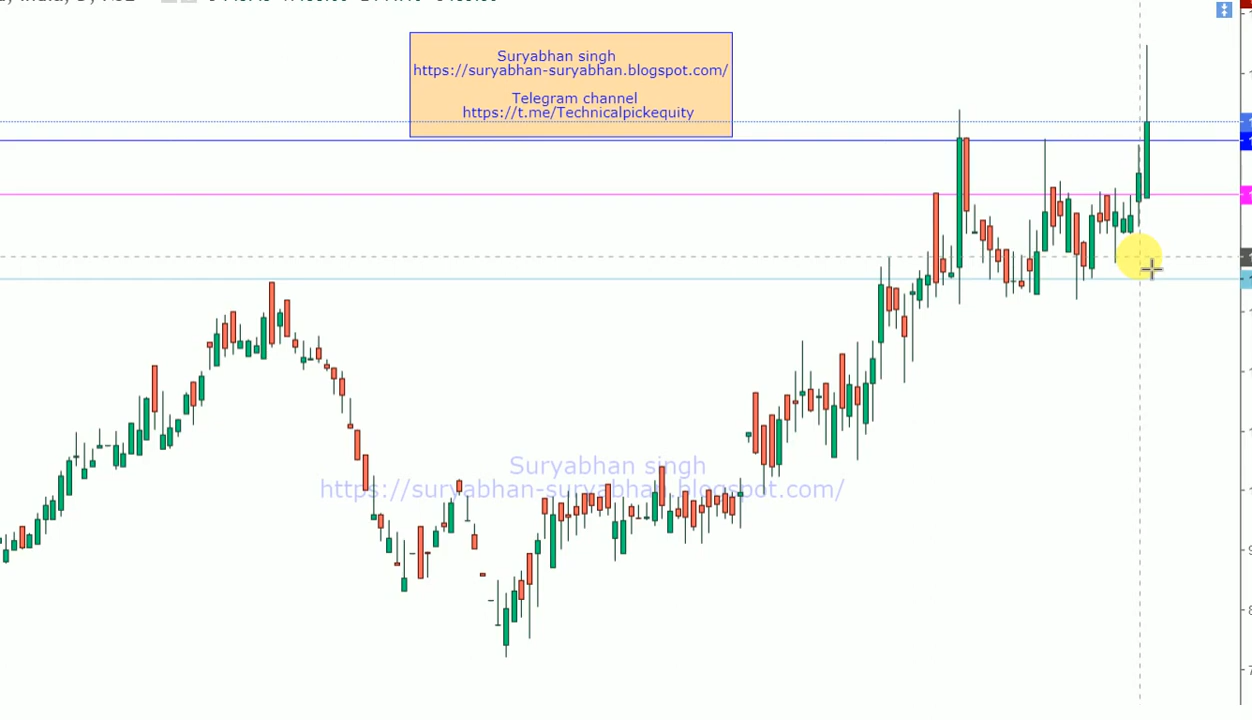 Suryabhan singh
https://suryabhan-suryabhan.blogspot.com/
Telegram channel
https://t.me/Technicalpickequity
Suryabhan singh
https://suryabhan-suryabhan.blogspot.com/